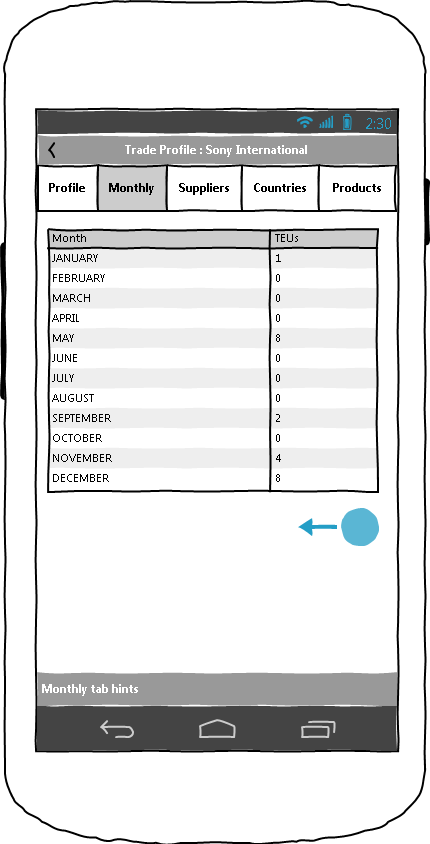 2:30
Trade Profile : Sony International
Profile Monthly Suppliers Countries Products
Month TEUs
JANUARY 1
FEBRUARY 0
MARCH 0
APRIL 0
MAY 8
JUNE 0
JULY 0
AUGUST 0
SEPTEMBER 2
OCTOBER 0
NOVEMBER 4
DECEMBER 8
Monthly tab hints